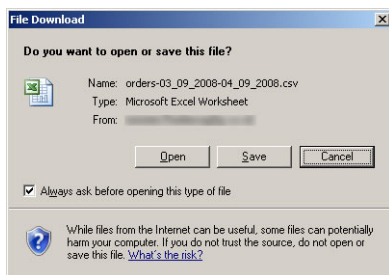 File Download
Do you want to open or save this file?
Name: orders-03_09_2008-04_09_2008.csv
Type: Microsoft Excel Worksheet
From:
Open Save Cancel
Always ask before opening this type of file
While files from the Internet can be useful, some files can potentially
harm your computer. If you do not trust the source, do not open or
save this file. What's the risk?